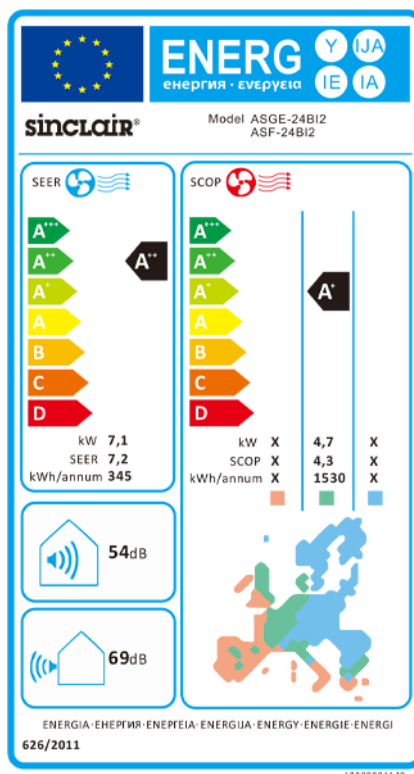 ENERG
енергия · ενεργεια
Y IJA
IE IA
sinclair®
Model ASGE-24BI2
ASF-24BI2
SEER
A+++
A++
A+
A
B
C
D
A++
kW 7,1
SEER 7,2
kWh/annum 345
SCOP
A+++
A++
A+
A
B
C
D
A+
kW X 4,7 X
SCOP X 4,3 X
kWh/annum X 1530 X
54dB
69dB
ENERGIA·ЕНЕРГИЯ·ΕΝΕΡΓΕΙΑ·ENERGIJA·ENERGY·ENERGIE·ENERGI
626/2011